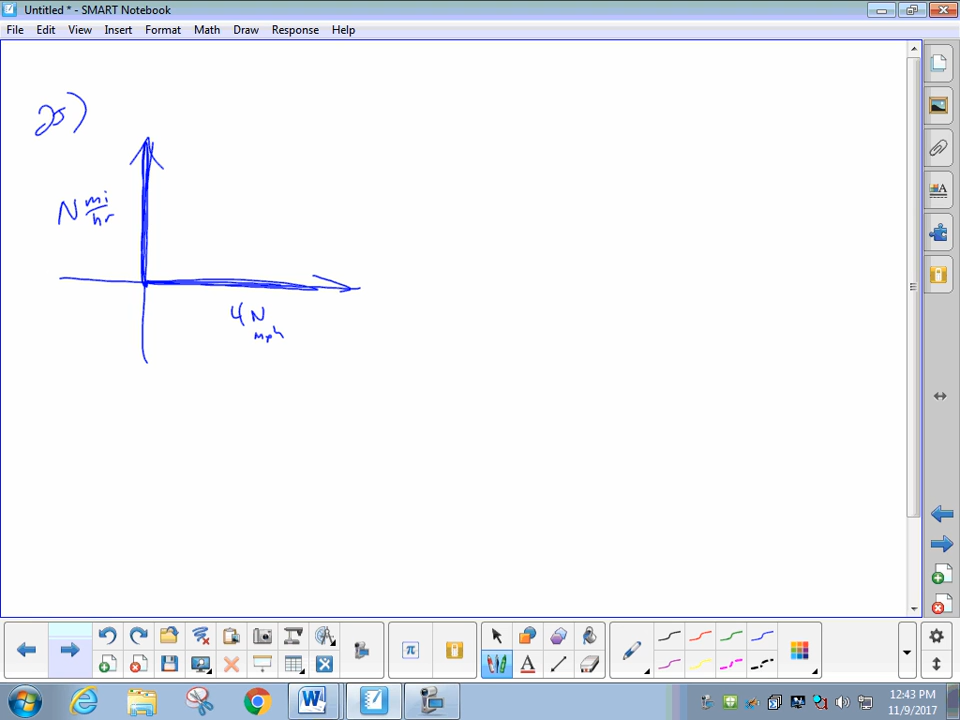 Untitled * - SMART Notebook
File Edit View Insert Format Math Draw Response Help
25)
N mi/hr
4N
mph
12:43 PM
11/9/2017